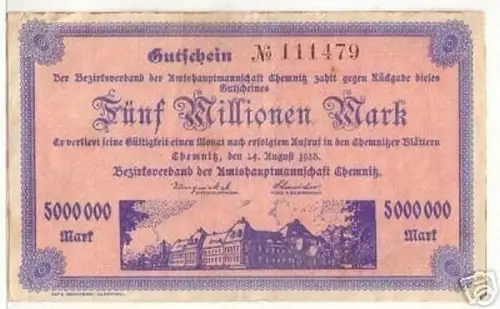 Gutschein № 111479
Der Bezirksverband der Amtshauptmannschaft Chemnitz zahlt gegen Rückgabe dieses
Gutscheines
Fünf Millionen Mark
Er verliert seine Gültigkeit einen Monat nach erfolgtem Aufruf in den Chemnitzer Blättern
Chemnitz, den 14. August 1923.
Bezirksverband der Amtshauptmannschaft Chemnitz.
5000000 5000000
Mark Mark